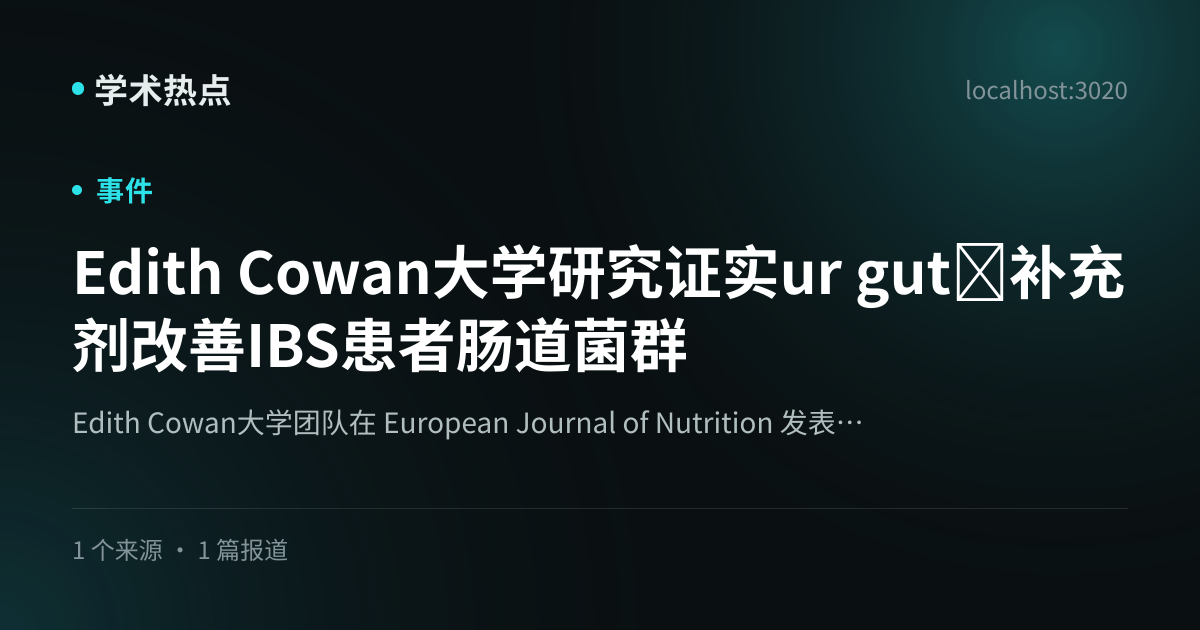 学术热点
localhost:3020
事件
Edith Cowan大学研究证实ur gut补充
剂改善IBS患者肠道菌群
Edith Cowan大学团队在 European Journal of Nutrition 发表…
1 个来源 · 1 篇报道